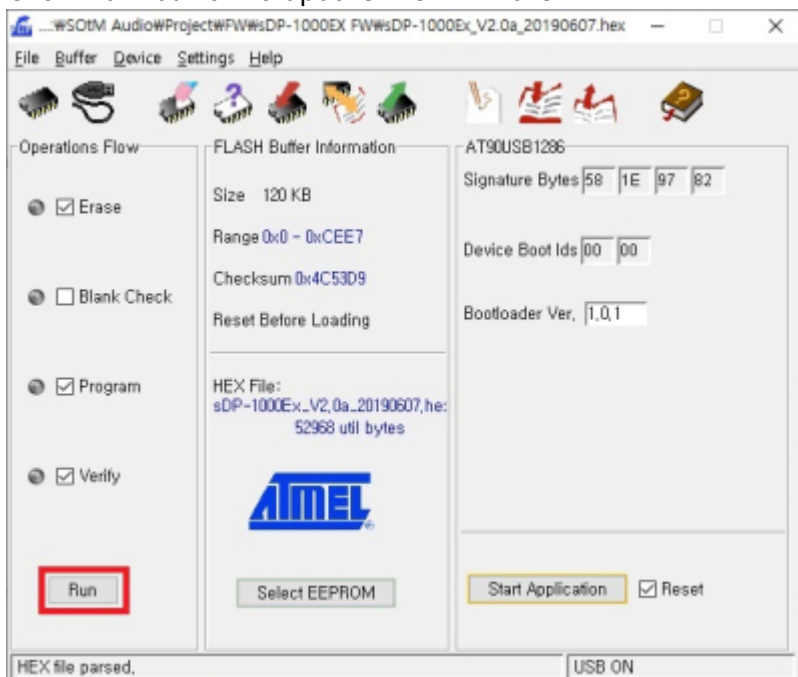 ...₩SOtM Audio₩Project₩FW₩sDP-1000EX FW₩sDP-1000Ex_V2.0a_20190607.hex
File Buffer Device Settings Help
Operations Flow
Erase
Blank Check
Program
Verify
Run
FLASH Buffer Information
Size 120 KB
Range 0x0 - 0xCEE7
Checksum 0x4C53D9
Reset Before Loading
HEX File:
sDP-1000Ex_V2,0a_20190607,he:
52968 util bytes
ATMEL
Select EEPROM
AT90USB1286
Signature Bytes 58 1E 97 82
Device Boot Ids 00 00
Bootloader Ver, 1,0,1
Start Application Reset
HEX file parsed,
USB ON